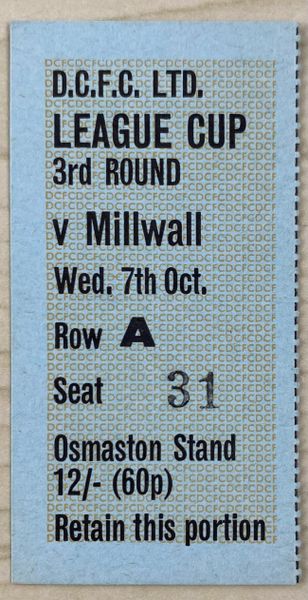 D.C.F.C. LTD.
LEAGUE CUP
3rd ROUND
v Millwall
Wed. 7th Oct.
Row A
Seat 31
Osmaston Stand
12/- (60p)
Retain this portion